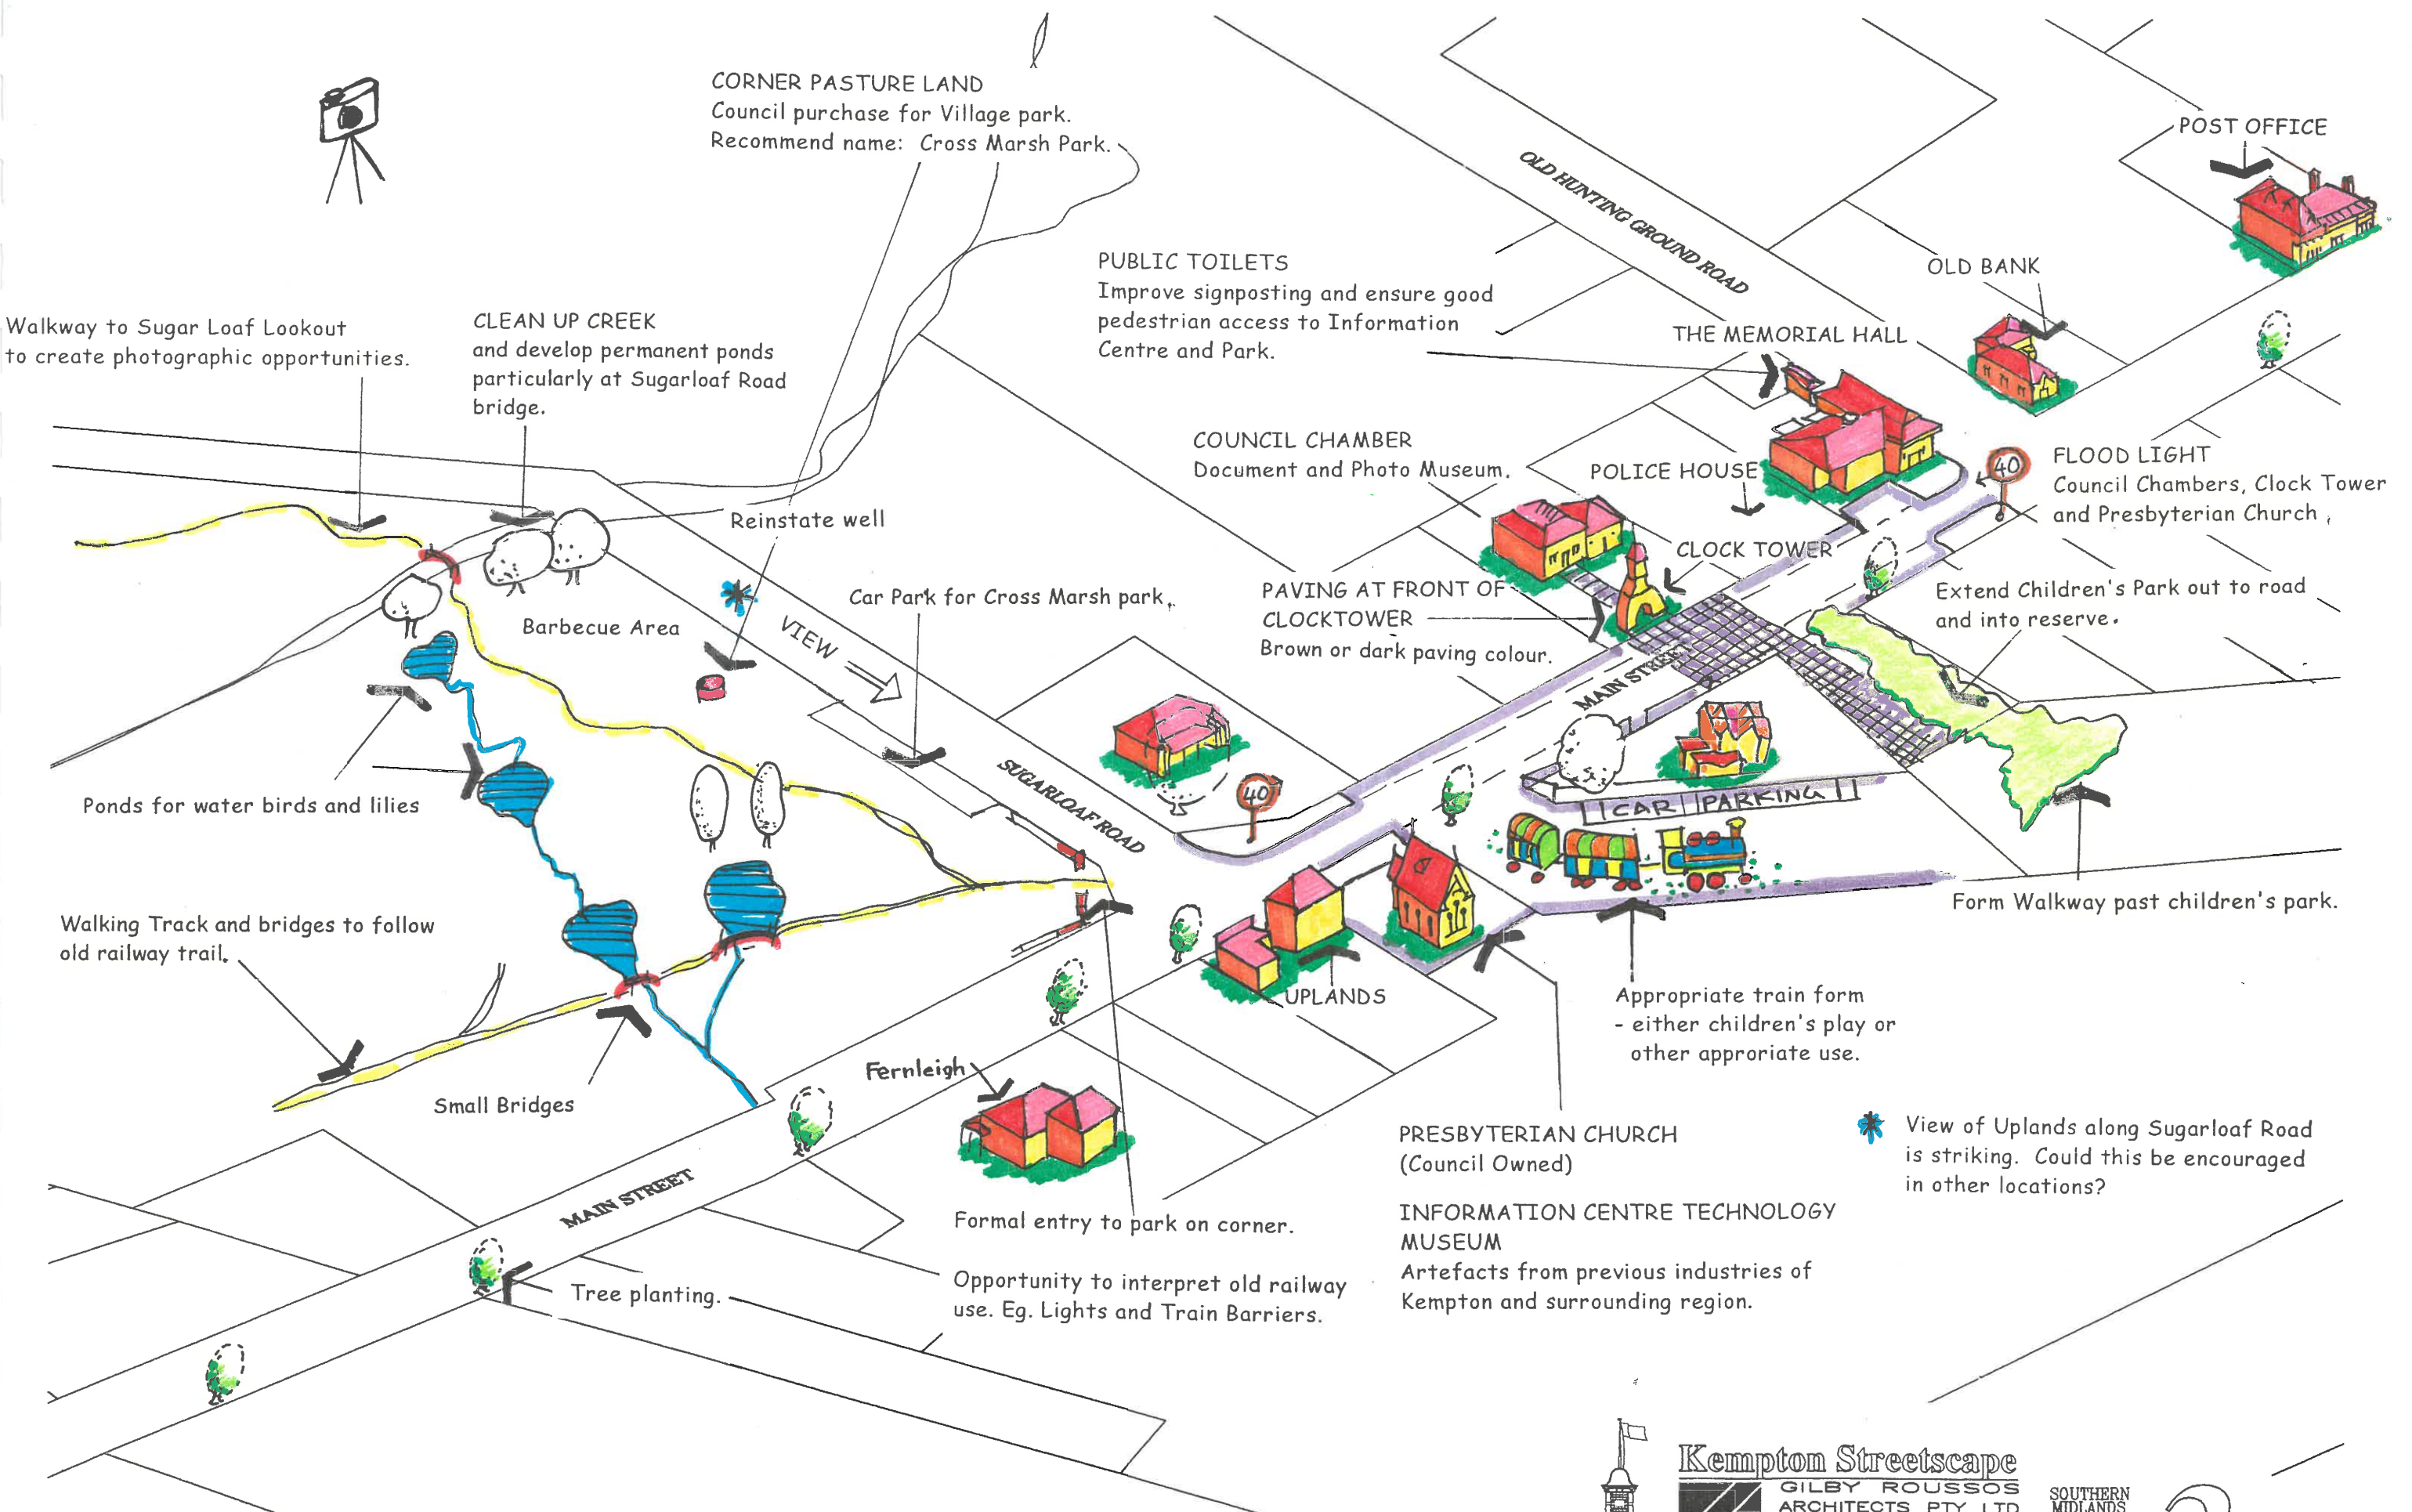 CORNER PASTURE LAND
Council purchase for Village park.
Recommend name:  Cross Marsh Park.
POST OFFICE
OLD HUNTING GROUND ROAD
PUBLIC TOILETS
Improve signposting and ensure good
pedestrian access to Information
Centre and Park.
OLD BANK
THE MEMORIAL HALL
Walkway to Sugar Loaf Lookout
to create photographic opportunities.
CLEAN UP CREEK
and develop permanent ponds
particularly at Sugarloaf Road
bridge.
COUNCIL CHAMBER
Document and Photo Museum.
POLICE HOUSE
40
FLOOD LIGHT
Council Chambers, Clock Tower
and Presbyterian Church
Reinstate well
CLOCK TOWER
PAVING AT FRONT OF
CLOCKTOWER
Brown or dark paving colour.
Extend Children's Park out to road
and into reserve.
Car Park for Cross Marsh park.
Barbecue Area
VIEW
MAIN STREET
SUGARLOAF ROAD
40
CAR PARKING
Ponds for water birds and lilies
Walking Track and bridges to follow
old railway trail.
Form Walkway past children's park.
UPLANDS
Appropriate train form
- either children's play or
other approriate use.
Fernleigh
Small Bridges
PRESBYTERIAN CHURCH
(Council Owned)
View of Uplands along Sugarloaf Road
is striking.  Could this be encouraged
in other locations?
MAIN STREET
Formal entry to park on corner.
INFORMATION CENTRE TECHNOLOGY
MUSEUM
Artefacts from previous industries of
Kempton and surrounding region.
Opportunity to interpret old railway
use. Eg. Lights and Train Barriers.
Tree planting.
Kempton Streetscape
GILBY ROUSSOS
ARCHITECTS PTY LTD
SOUTHERN
MIDLANDS